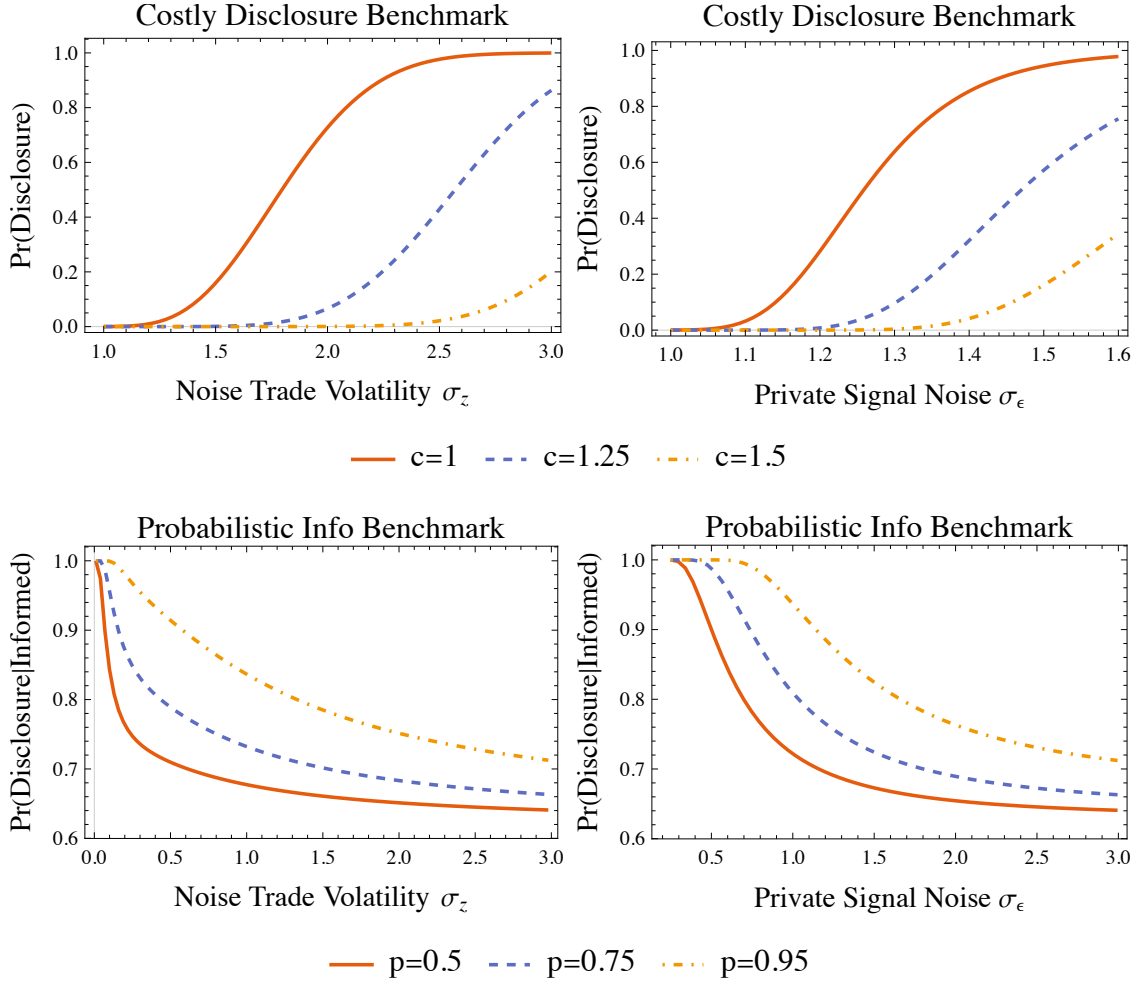 Costly Disclosure Benchmark
Pr(Disclosure)
1.0
0.8
0.6
0.4
0.2
0.0
1.0 1.5 2.0 2.5 3.0
Noise Trade Volatility σz
Costly Disclosure Benchmark
Pr(Disclosure)
1.0
0.8
0.6
0.4
0.2
0.0
1.0 1.1 1.2 1.3 1.4 1.5 1.6
Private Signal Noise σϵ
c=1 c=1.25 c=1.5
Probabilistic Info Benchmark
Pr(Disclosure|Informed)
1.0
0.9
0.8
0.7
0.6
0.0 0.5 1.0 1.5 2.0 2.5 3.0
Noise Trade Volatility σz
Probabilistic Info Benchmark
Pr(Disclosure|Informed)
1.0
0.9
0.8
0.7
0.6
0.5 1.0 1.5 2.0 2.5 3.0
Private Signal Noise σϵ
p=0.5 p=0.75 p=0.95